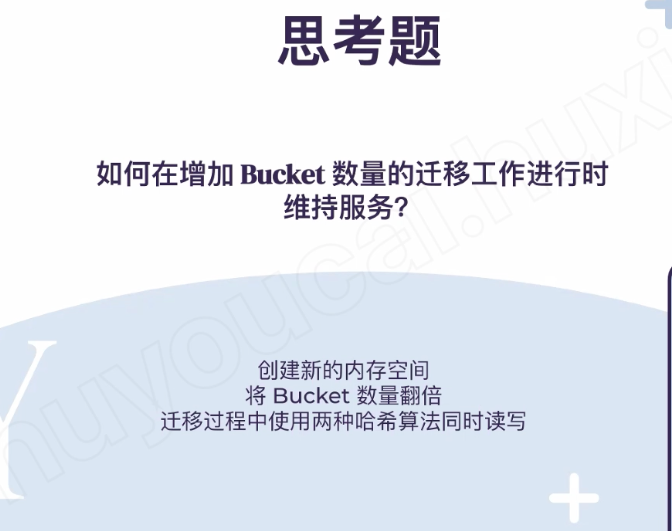 思考题
如何在增加 Bucket 数量的迁移工作进行时
维持服务?
创建新的内存空间
将 Bucket 数量翻倍
迁移过程中使用两种哈希算法同时读写